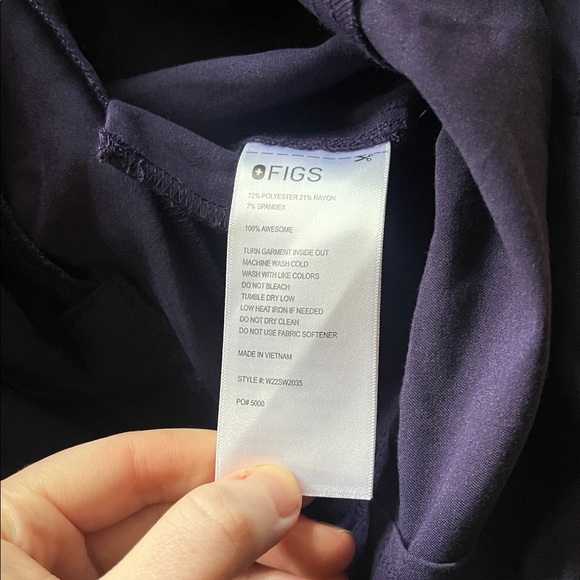 FIGS
72% POLYESTER 21% RAYON
7% SPANDEX
100% AWESOME
TURN GARMENT INSIDE OUT
MACHINE WASH COLD
WASH WITH LIKE COLORS
DO NOT BLEACH
TUMBLE DRY LOW
LOW HEAT IRON IF NEEDED
DO NOT DRY CLEAN
DO NOT USE FABRIC SOFTENER
MADE IN VIETNAM
STYLE #: W22SW2035
PO# 5000